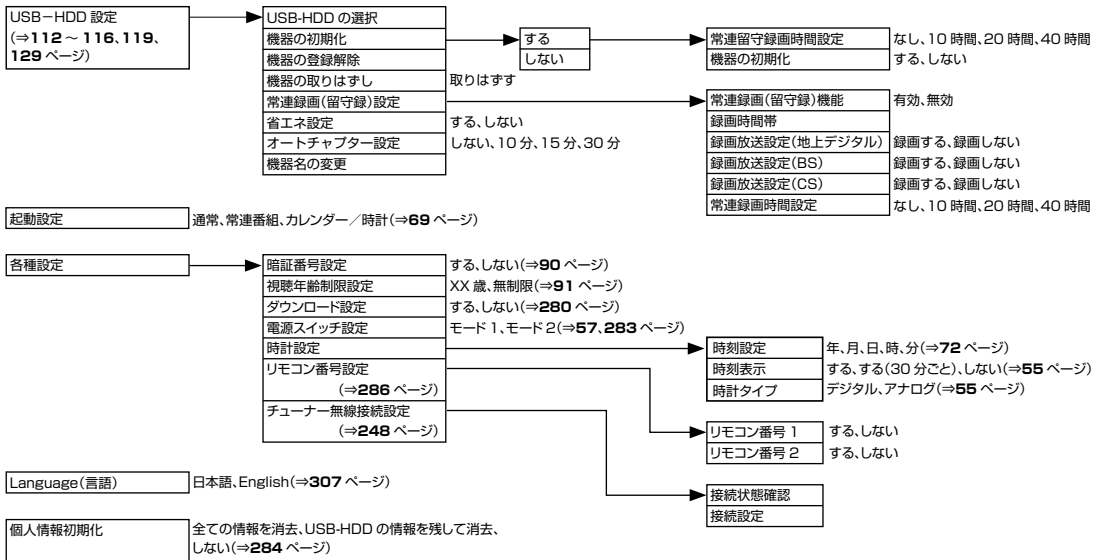 USB－HDD 設定
(⇒112 ～ 116、119、
129 ページ)
USB-HDD の選択
機器の初期化
機器の登録解除
機器の取りはずし 取りはずす
常連録画(留守録)設定
省エネ設定 する、しない
オートチャプター設定 しない、10 分、15 分、30 分
機器名の変更
する
しない
常連留守録画時間設定 なし、10 時間、20 時間、40 時間
機器の初期化 する、しない
常連録画(留守録)機能 有効、無効
録画時間帯
録画放送設定(地上デジタル) 録画する、録画しない
録画放送設定(BS) 録画する、録画しない
録画放送設定(CS) 録画する、録画しない
常連録画時間設定 なし、10 時間、20 時間、40 時間
起動設定 通常、常連番組、カレンダー／時計(⇒69 ページ)
各種設定
暗証番号設定 する、しない(⇒90 ページ)
視聴年齢制限設定 XX 歳、無制限(⇒91 ページ)
ダウンロード設定 する、しない(⇒280 ページ)
電源スイッチ設定 モード 1、モード 2(⇒57、283 ページ)
時計設定
リモコン番号設定
(⇒286 ページ)
チューナー無線接続設定
(⇒248 ページ)
時刻設定 年、月、日、時、分(⇒72 ページ)
時刻表示 する、する(30 分ごと)、しない(⇒55 ページ)
時計タイプ デジタル、アナログ(⇒55 ページ)
リモコン番号 1 する、しない
リモコン番号 2 する、しない
接続状態確認
接続設定
Language(言語) 日本語、English(⇒307 ページ)
個人情報初期化 全ての情報を消去、USB-HDD の情報を残して消去、
しない(⇒284 ページ)